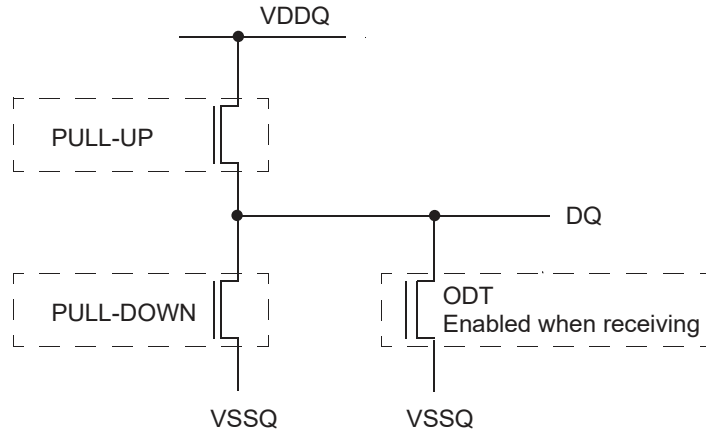 VDDQ
PULL-UP
DQ
PULL-DOWN
ODT
Enabled when receiving
VSSQ
VSSQ